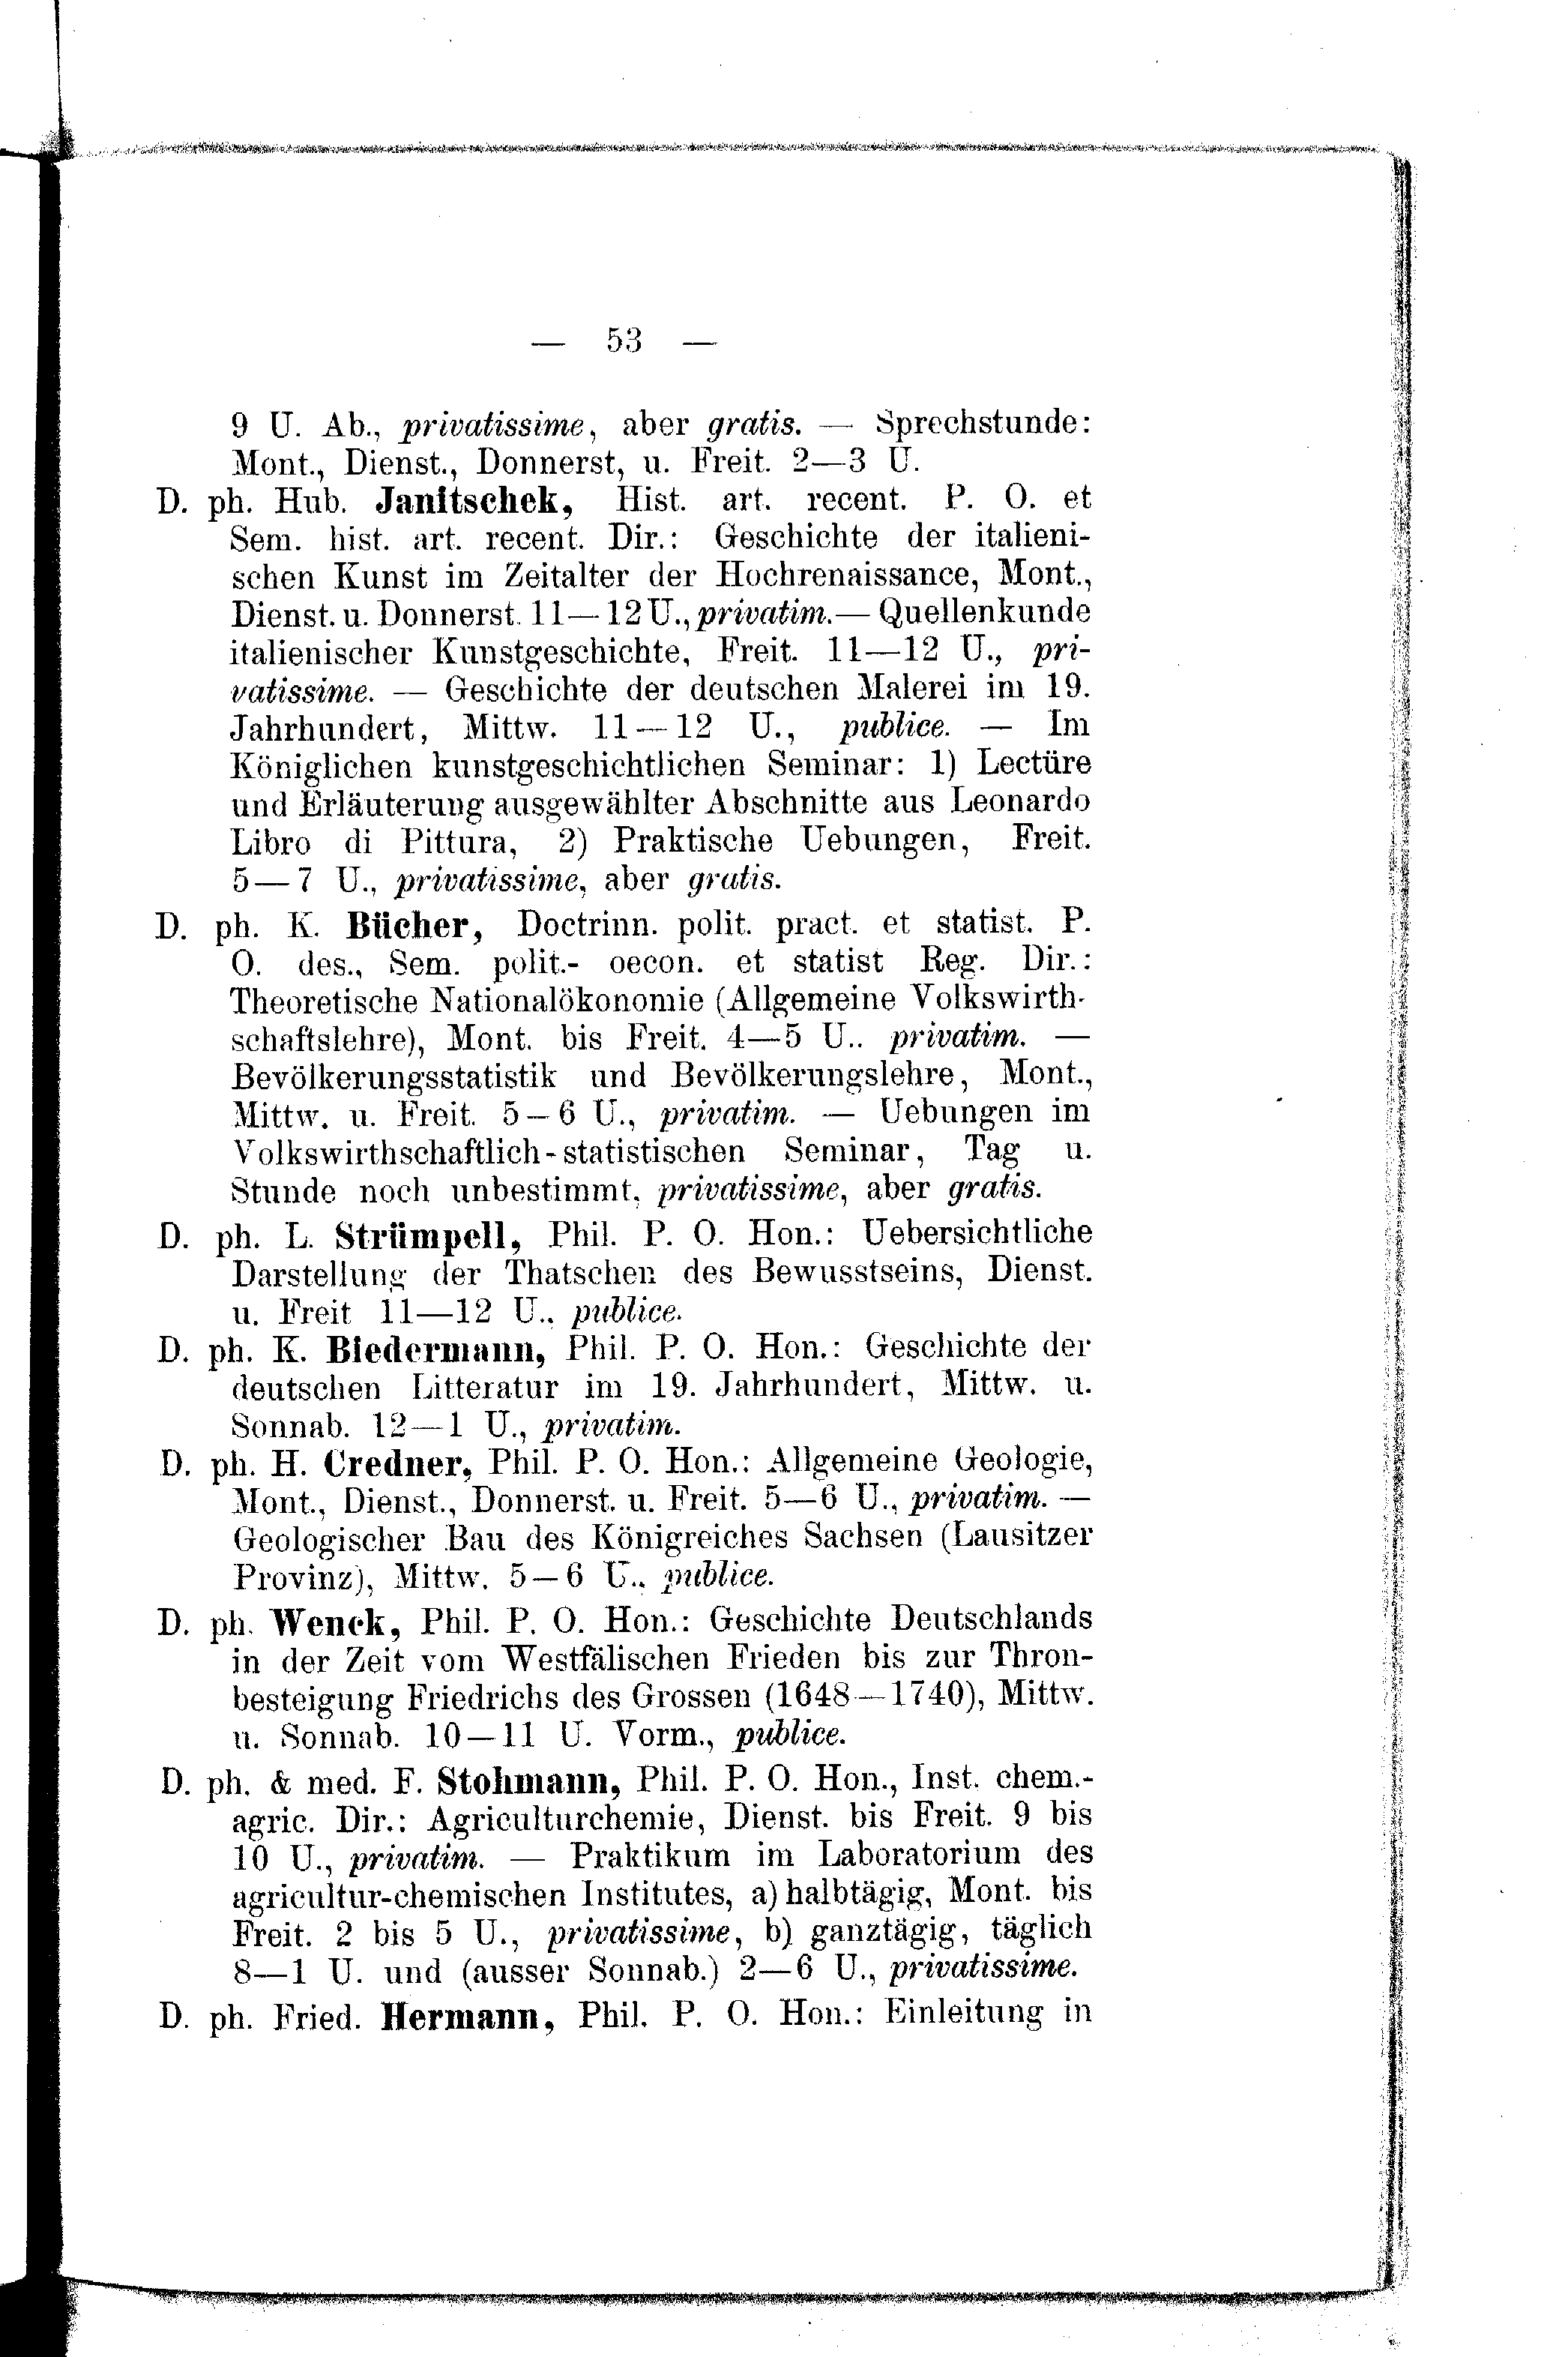 — 53 —
9 U. Ab., privatissime, aber gratis. — Sprechstunde:
Mont., Dienst., Donnerst, u. Freit. 2—3 U.
D. ph. Hub. Janitschek, Hist. art. recent. P. O. et
Sem. hist. art. recent. Dir.: Geschichte der italieni-
schen Kunst im Zeitalter der Hochrenaissance, Mont.,
Dienst. u. Donnerst. 11—12 U., privatim.— Quellenkunde
italienischer Kunstgeschichte, Freit. 11—12 U., pri-
vatissime. — Geschichte der deutschen Malerei im 19.
Jahrhundert, Mittw. 11—12 U., publice. — Im
Königlichen kunstgeschichtlichen Seminar: 1) Lectüre
und Erläuterung ausgewählter Abschnitte aus Leonardo
Libro di Pittura, 2) Praktische Uebungen, Freit.
5—7 U., privatissime, aber gratis.
D. ph. K. Bücher, Doctrinn. polit. pract. et statist. P.
O. des., Sem. polit.- oecon. et statist Reg. Dir.:
Theoretische Nationalökonomie (Allgemeine Volkswirth-
schaftslehre), Mont. bis Freit. 4—5 U.. privatim. —
Bevölkerungsstatistik und Bevölkerungslehre, Mont.,
Mittw. u. Freit. 5—6 U., privatim. — Uebungen im
Volkswirthschaftlich-statistischen Seminar, Tag u.
Stunde noch unbestimmt, privatissime, aber gratis.
D. ph. L. Strümpell, Phil. P. O. Hon.: Uebersichtliche
Darstellung der Thatschen des Bewusstseins, Dienst.
u. Freit 11—12 U., publice.
D. ph. K. Biedermann, Phil. P. O. Hon.: Geschichte der
deutschen Litteratur im 19. Jahrhundert, Mittw. u.
Sonnab. 12—1 U., privatim.
D. ph. H. Credner, Phil. P. O. Hon.: Allgemeine Geologie,
Mont., Dienst., Donnerst. u. Freit. 5—6 U., privatim. —
Geologischer Bau des Königreiches Sachsen (Lausitzer
Provinz), Mittw. 5—6 U., publice.
D. ph. Wenck, Phil. P. O. Hon.: Geschichte Deutschlands
in der Zeit vom Westfälischen Frieden bis zur Thron-
besteigung Friedrichs des Grossen (1648—1740), Mittw.
u. Sonnab. 10—11 U. Vorm., publice.
D. ph. & med. F. Stohmann, Phil. P. O. Hon., Inst. chem.-
agric. Dir.: Agriculturchemie, Dienst. bis Freit. 9 bis
10 U., privatim. — Praktikum im Laboratorium des
agricultur-chemischen Institutes, a) halbtägig, Mont. bis
Freit. 2 bis 5 U., privatissime, b) ganztägig, täglich
8—1 U. und (ausser Sonnab.) 2—6 U., privatissime.
D. ph. Fried. Hermann, Phil. P. O. Hon.: Einleitung in